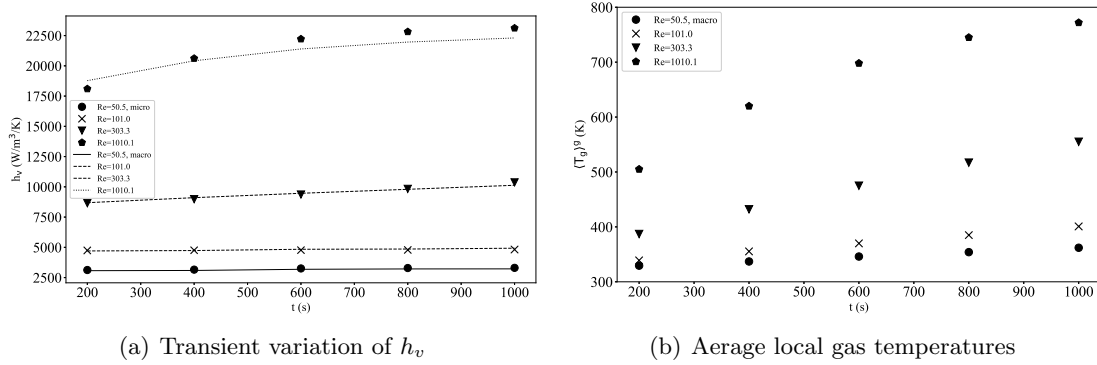 22500
20000
17500
15000
12500
10000
7500
5000
2500
hᵥ (W/m³/K)
Re=50.5, micro
Re=101.0
Re=303.3
Re=1010.1
Re=50.5, macro
Re=101.0
Re=303.3
Re=1010.1
200 300 400 500 600 700 800 900 1000
t (s)
(a) Transient variation of hᵥ
800
700
600
500
400
300
⟨T_g⟩^g (K)
Re=50.5, macro
Re=101.0
Re=303.3
Re=1010.1
200 300 400 500 600 700 800 900 1000
t (s)
(b) Aerage local gas temperatures